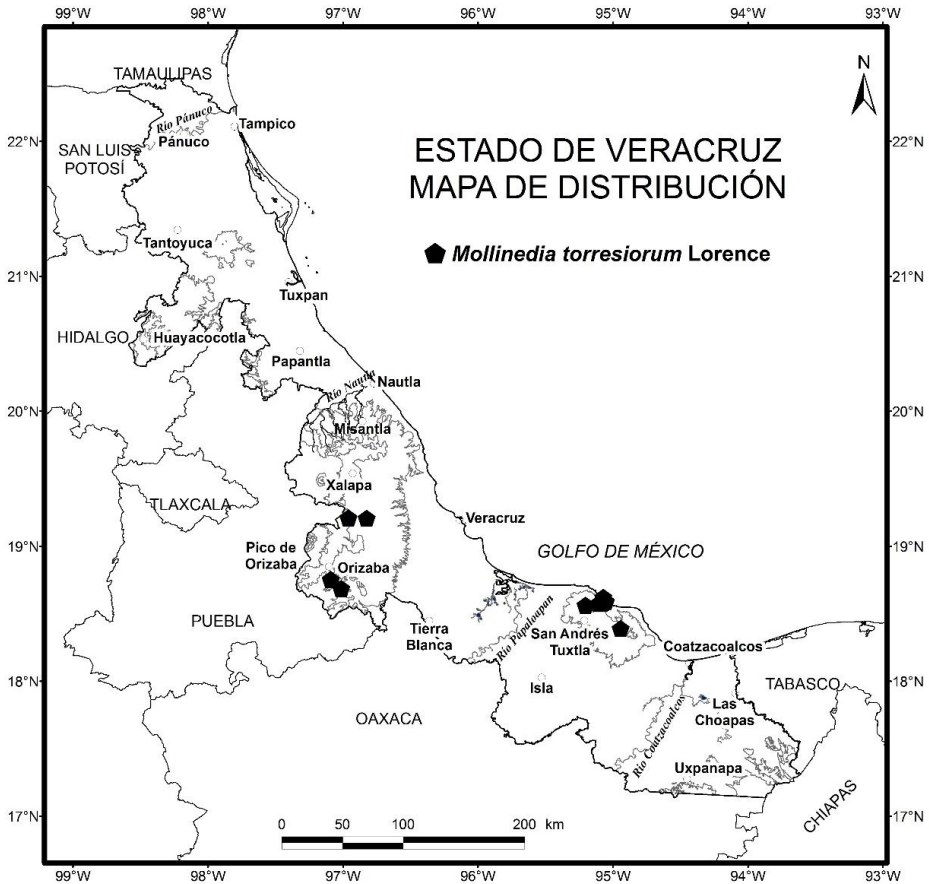 99°W 98°W 97°W 96°W 95°W 94°W 93°W
N
TAMAULIPAS
Río Pánuco
Tampico
22°N
Pánuco
22°N
SAN LUIS
POTOSÍ
ESTADO DE VERACRUZ
MAPA DE DISTRIBUCIÓN
Tantoyuca
Mollinedia torresiorum Lorence
21°N
21°N
Tuxpan
HIDALGO
Huayacocotla
Papantla
Río Nautla
Nautla
20°N
20°N
Misantla
Xalapa
TLAXCALA
Veracruz
19°N
Pico de
Orizaba
GOLFO DE MÉXICO
19°N
Orizaba
PUEBLA
Río Papaloapan
Tierra
Blanca
San Andrés
Tuxtla
Coatzacoalcos
18°N
Isla
TABASCO
18°N
Río Coatzacoalcos
Las
Choapas
OAXACA
Uxpanapa
CHIAPAS
17°N
17°N
0 50 100 200 km
99°W 98°W 97°W 96°W 95°W 94°W 93°W